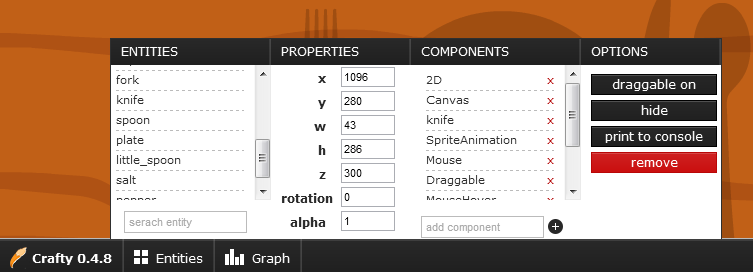 ENTITIES
PROPERTIES
COMPONENTS
OPTIONS
fork
knife
spoon
plate
little_spoon
salt
pepper
serach entity
x 1096
y 280
w 43
h 286
z 300
rotation 0
alpha 1
2D x
Canvas x
knife x
SpriteAnimation x
Mouse x
Draggable x
MouseHover x
add component
draggable on
hide
print to console
remove
Crafty 0.4.8
Entities
Graph